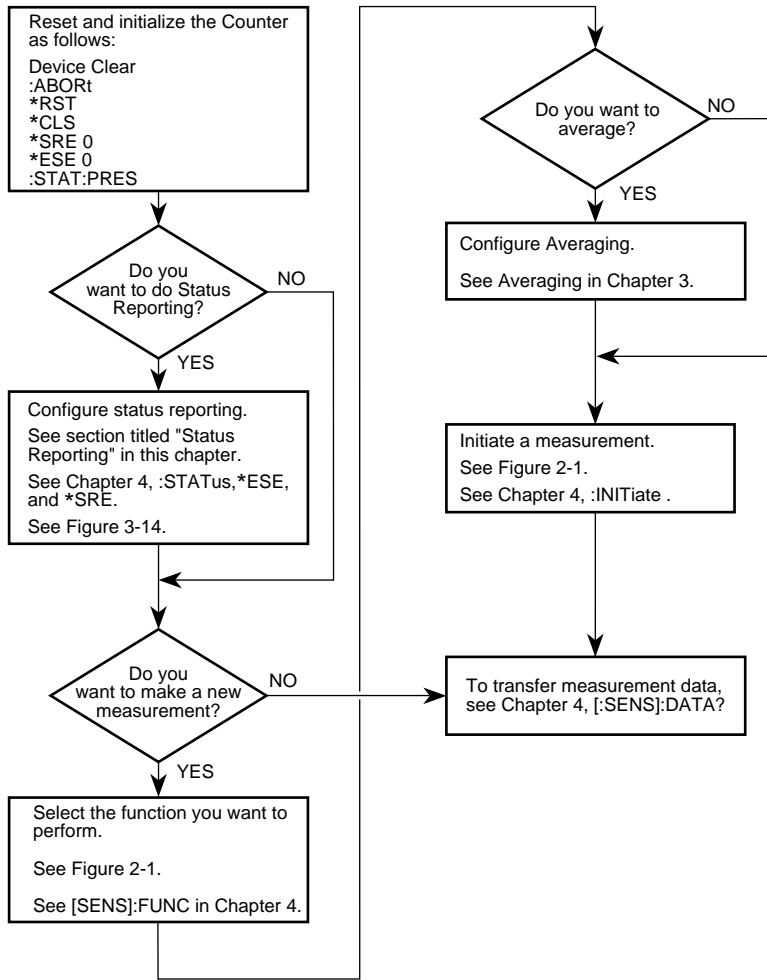 Reset and initialize the Counter
as follows:
Device Clear
:ABORt
*RST
*CLS
*SRE 0
*ESE 0
:STAT:PRES
Do you
want to do Status
Reporting?
NO
YES
Configure status reporting.
See section titled "Status
Reporting" in this chapter.
See Chapter 4, :STATus,*ESE,
and *SRE.
See Figure 3-14.
Do you
want to make a new
measurement?
NO
YES
Select the function you want to
perform.
See Figure 2-1.
See [SENS]:FUNC in Chapter 4.
Do you want to
average?
NO
YES
Configure Averaging.
See Averaging in Chapter 3.
Initiate a measurement.
See Figure 2-1.
See Chapter 4, :INITiate .
To transfer measurement data,
see Chapter 4, [:SENS]:DATA?